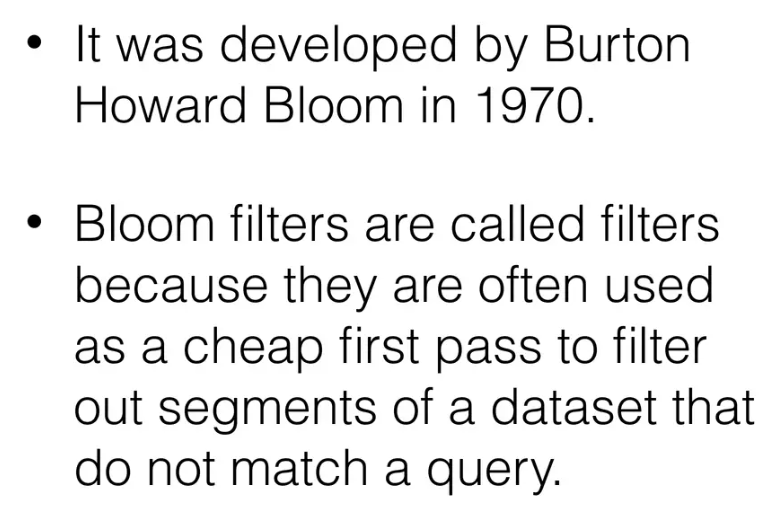 • It was developed by Burton
Howard Bloom in 1970.
• Bloom filters are called filters
because they are often used
as a cheap first pass to filter
out segments of a dataset that
do not match a query.